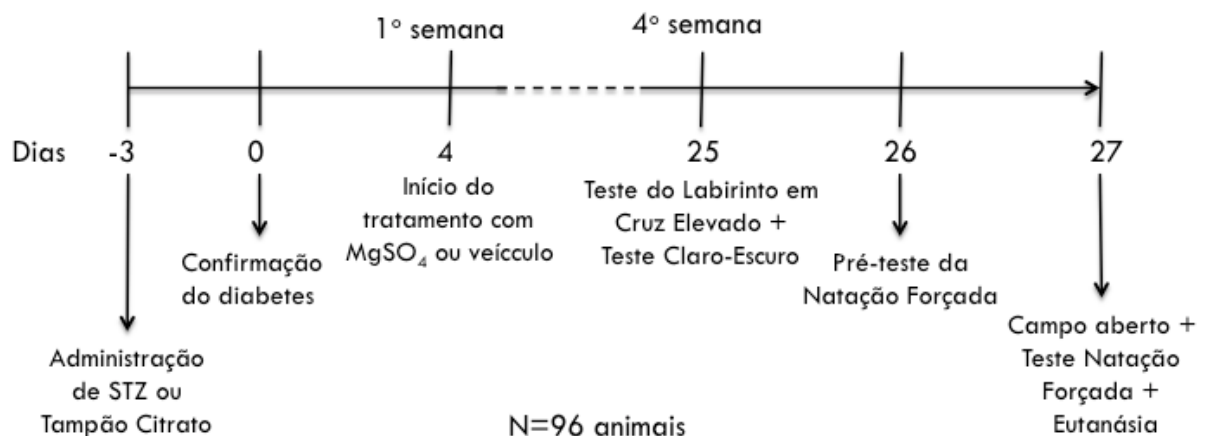 1º semana
4º semana
Dias
-3
0
4
25
26
27
Administração
de STZ ou
Tampão Citrato
Confirmação
do diabetes
Início do
tratamento com
MgSO₄ ou veícculo
Teste do Labirinto em
Cruz Elevado +
Teste Claro-Escuro
Pré-teste da
Natação Forçada
Campo aberto +
Teste Natação
Forçada +
Eutanásia
N=96 animais